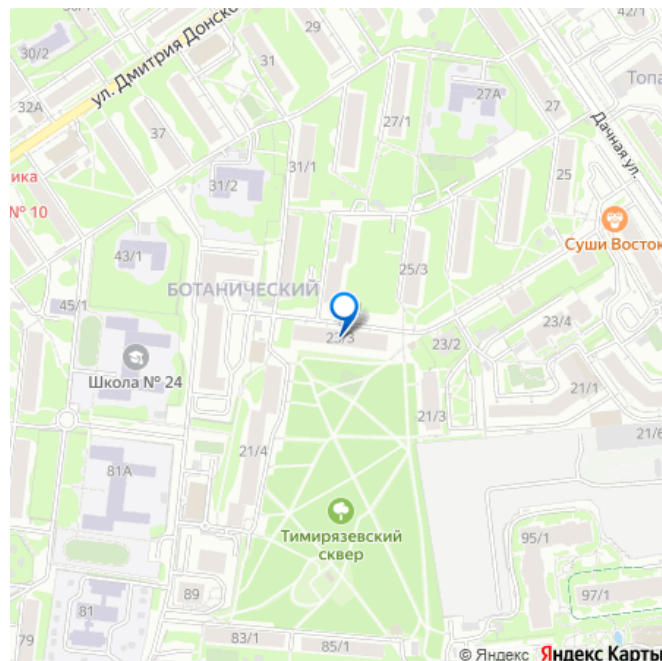 42/1
30/2
29
31
ул. Дмитрия Донско
32А
27А
Топа
27
37
27/1
Дачная ул.
31/1
25
ика
31/2
№ 10
Суши Восток
43/1
25/3
БОТАНИЧЕСКИЙ
45/1
23/4
23/3
23/2
Школа № 24
21/1
21/3
21/6
21/4
81А
Тимирязевский
сквер
95/1
89
97/1
81
79
83/1
85/1
© Яндекс Яндекс Карты